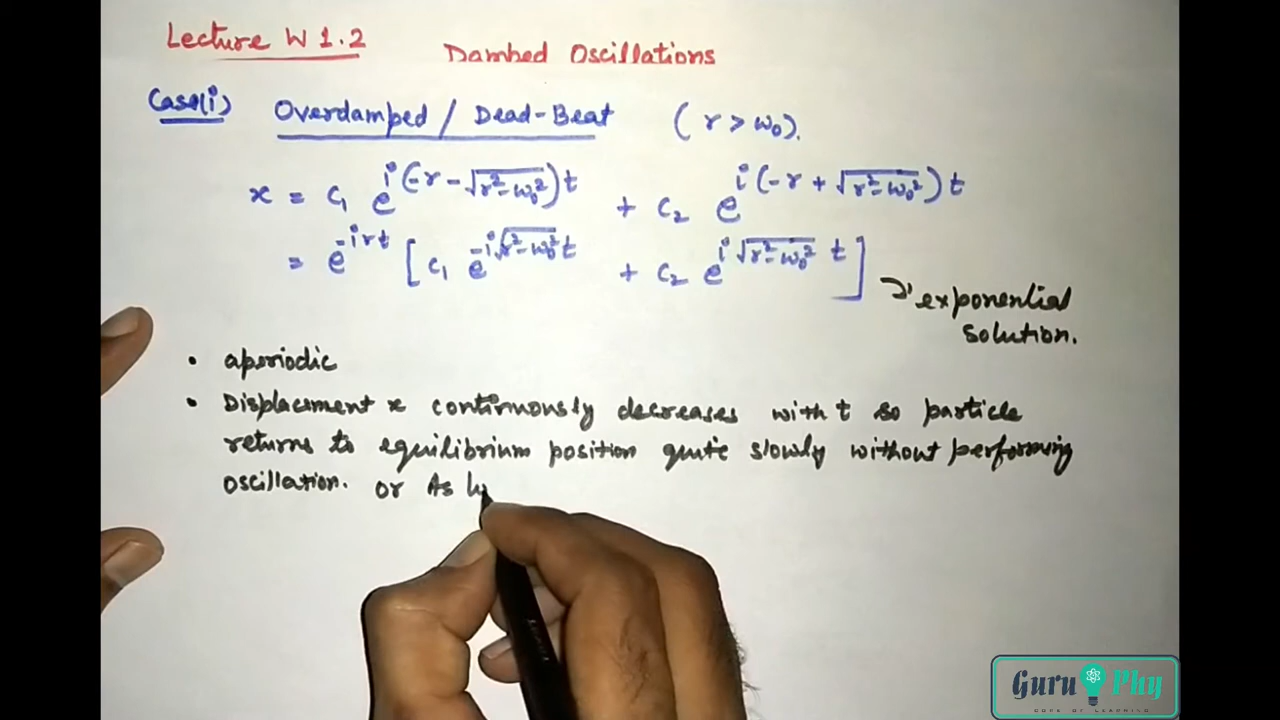 Lecture W 1.2
Dambed Oscillations
Case(i) Overdamped / Dead-Beat (r > ω₀).
x = c₁ e^{i(-r - √(r² - ω₀²))t} + c₂ e^{i(-r + √(r² - ω₀²))t}
= e^{-irt} [ c₁ e^{-i√(r² - ω₀²)t} + c₂ e^{i√(r² - ω₀²) t} ]
exponential
solution.
• aperiodic
• Displacment x continuously decreases with t so particle
returns to equilibrium position quite slowly without performing
oscillation. or As
Guru Phy